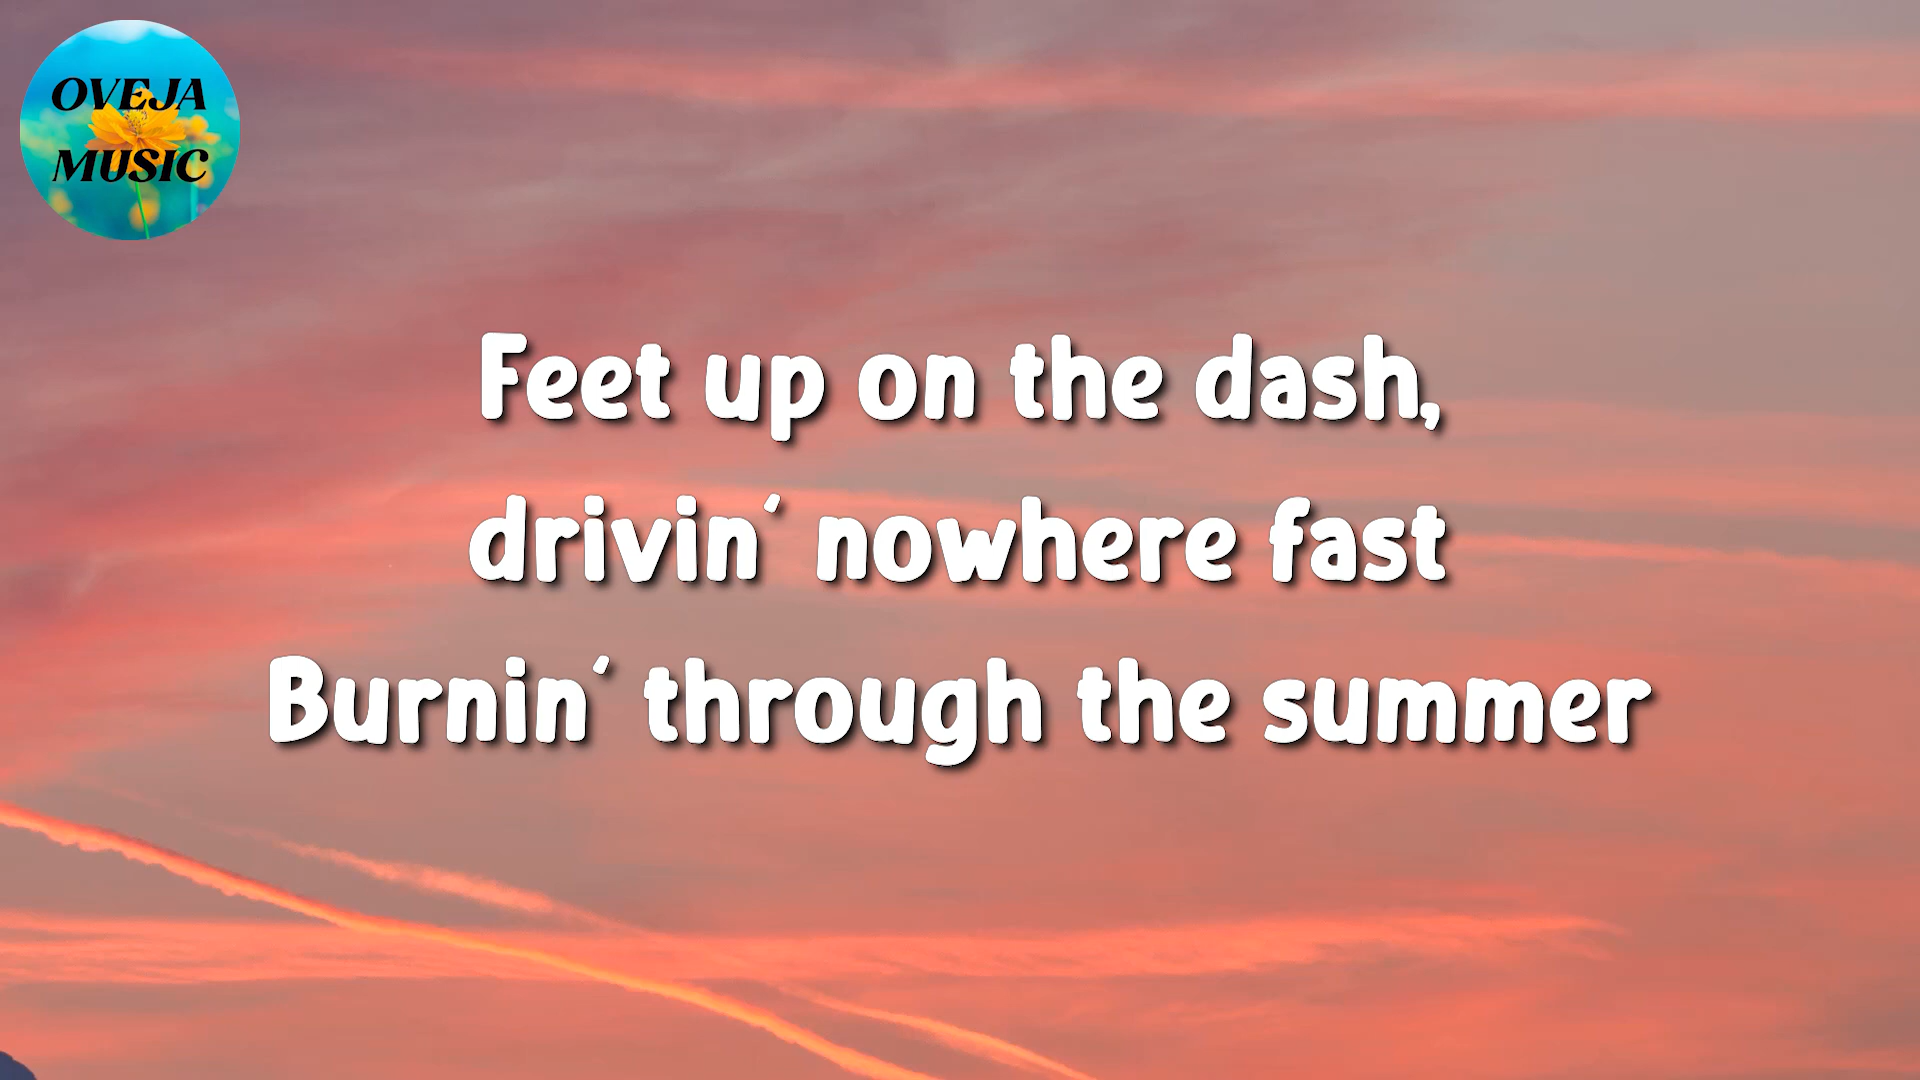 OVEJA
MUSIC
Feet up on the dash,
drivin' nowhere fast
Burnin' through the summer